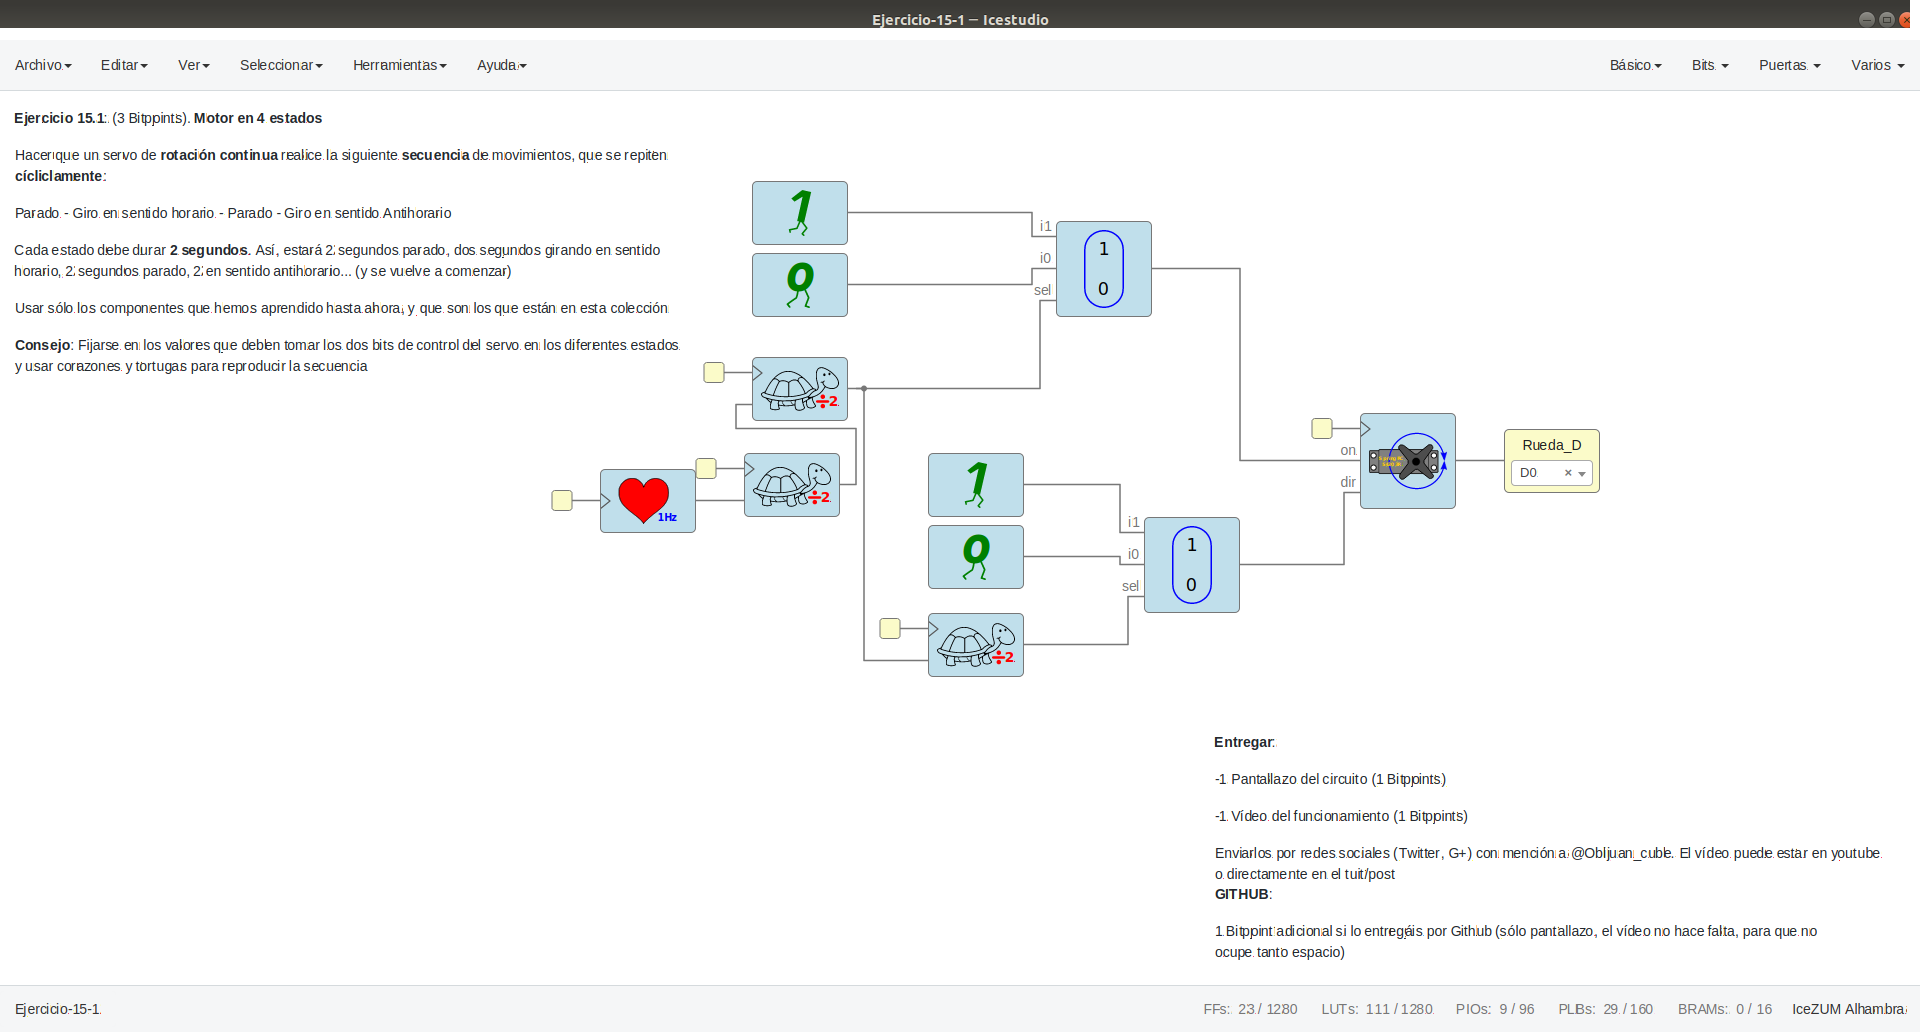 Ejercicio-15-1 — Icestudio
Archivo Editar Ver Seleccionar Herramientas Ayuda Básico Bits Puertas Varios
Ejercicio 15.1: (3 Bitppints). Motor en 4 estados
Hacer que un servo de rotación continua realice la siguiente secuencia de movimientos, que se repiten
cícliclamente:
Parado - Giro en sentido horario - Parado - Giro en sentido Antihorario
Cada estado debe durar 2 segundos. Así, estará 2 segundos parado, dos segundos girando en sentido
horario, 2 segundos parado, 2 en sentido antihorario... (y se vuelve a comenzar)
Usar sólo los componentes que hemos aprendido hasta ahora, y que son los que están en esta colección
Consejo: Fijarse en los valores que deben tomar los dos bits de control del servo en los diferentes estados
y usar corazones y tortugas para reproducir la secuencia
1
0
i1
i0
sel
1
0
÷2
1Hz
÷2
1
0
i1
i0
sel
1
0
÷2
on
dir
Rueda_D
D0 ×
Entregar:
-1 Pantallazo del circuito (1 Bitppints)
-1 Vídeo del funcionamiento (1 Bitppints)
Enviarlos por redes sociales (Twitter, G+) con mención a @Obijuan_cube. El vídeo puede estar en youtube
o directamente en el tuit/post
GITHUB:
1 Bitppint adicional si lo entregáis por Github (sólo pantallazo, el vídeo no hace falta, para que no
ocupe tanto espacio)
Ejercicio-15-1 FFs: 23 / 1280 LUTs: 111 / 1280 PIOs: 9 / 96 PLBs: 29 / 160 BRAMs: 0 / 16 IceZUM Alhambra